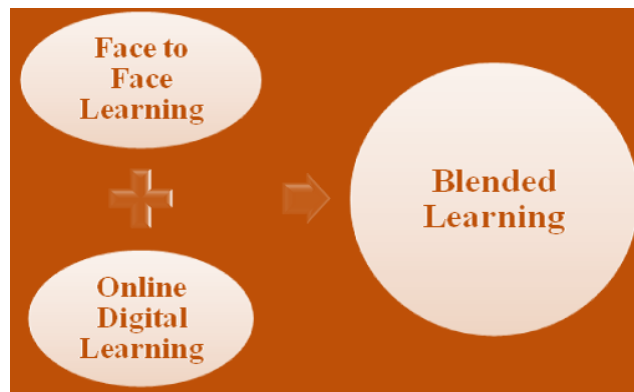 Face to
Face
Learning
Online
Digital
Learning
Blended
Learning